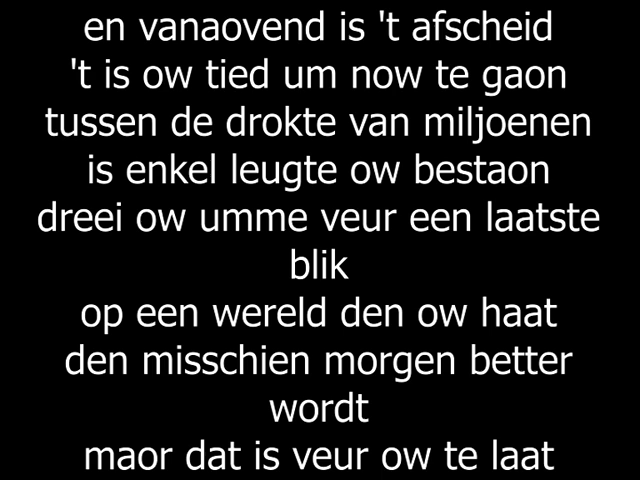 en vanaovend is 't afscheid
't is ow tied um now te gaon
tussen de drokte van miljoenen
is enkel leugte ow bestaon
dreei ow umme veur een laatste
blik
op een wereld den ow haat
den misschien morgen better
wordt
maor dat is veur ow te laat